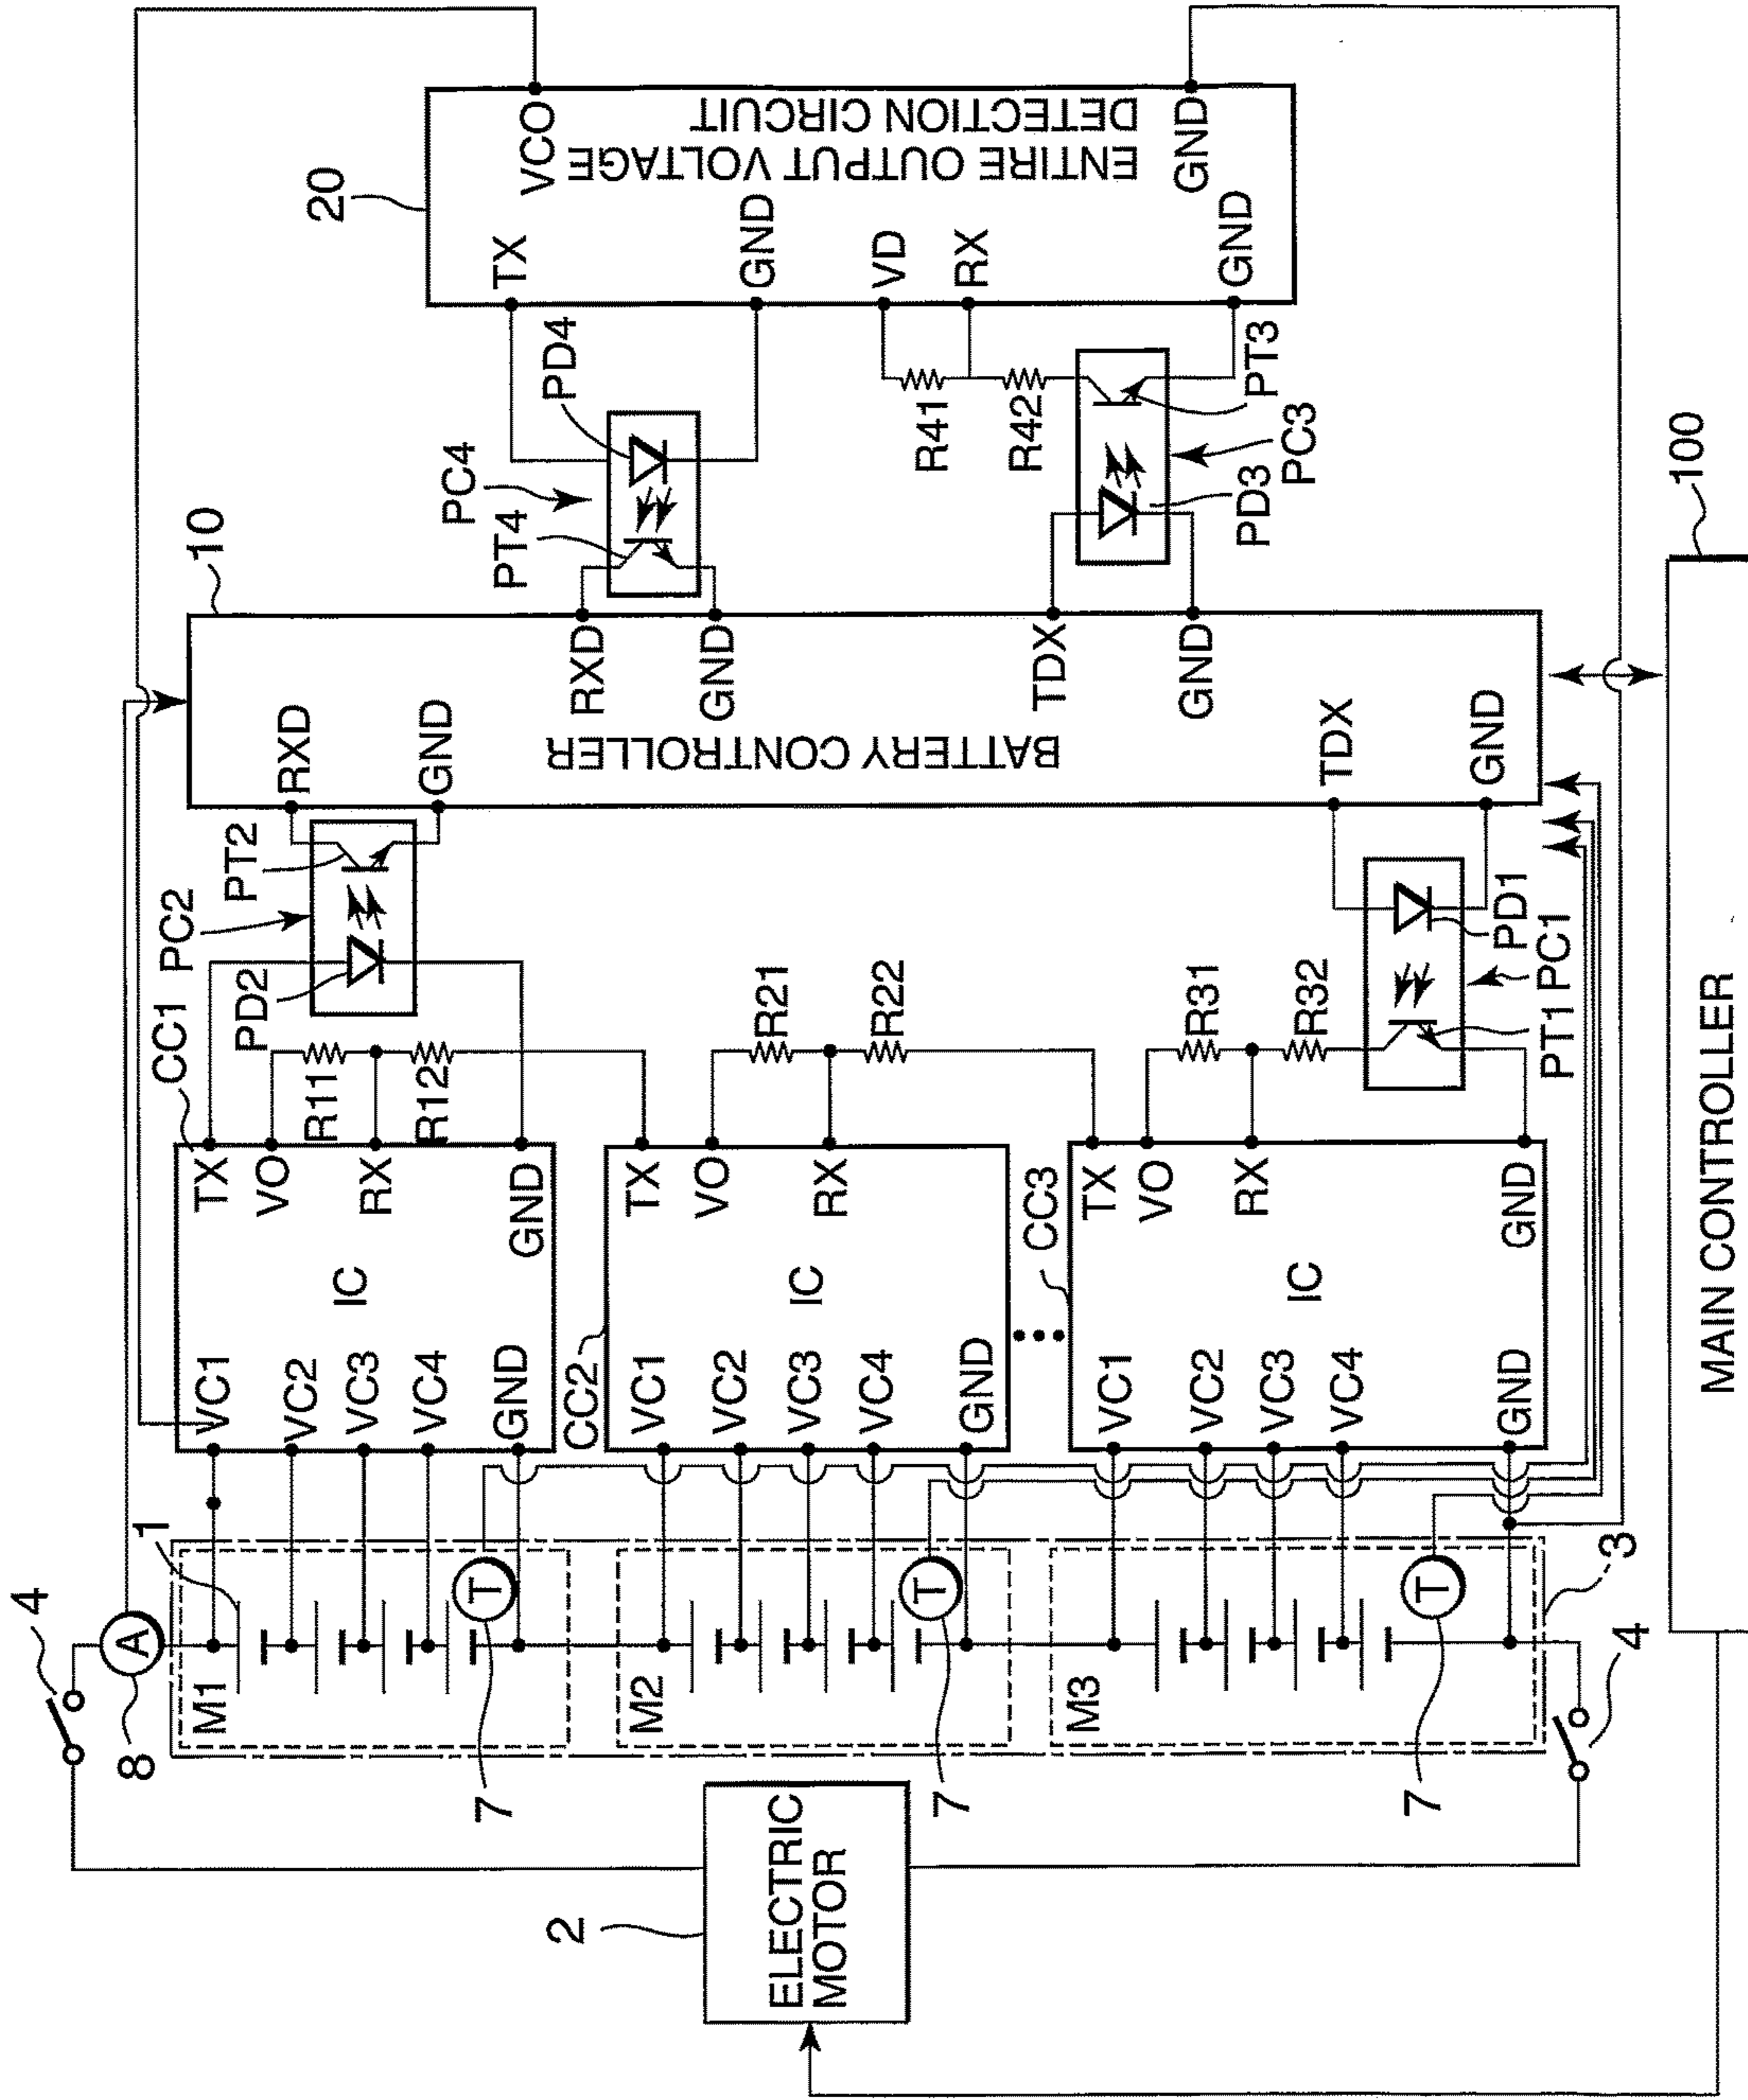 4
8
A
1
M1
M2
M3
T
T
T
7
7
7
3
4
2
ELECTRIC
MOTOR
CC1
VC1
VC2
VC3
VC4
GND
IC
TX
VO
RX
GND
R11
R12
CC2
VC1
VC2
VC3
VC4
GND
IC
TX
VO
RX
R21
R22
CC3
VC1
VC2
VC3
VC4
GND
IC
TX
VO
RX
GND
R31
R32
PC2
PD2
PT2
PT1
PC1
PD1
10
RXD
GND
BATTERY CONTROLLER
TDX
GND
RXD
GND
TDX
GND
PC4
PT4
PD4
R41
R42
PD3
PC3
PT3
20
TX
GND
VD
RX
GND
VCO
ENTIRE OUTPUT VOLTAGE
DETECTION CIRCUIT
GND
100
MAIN CONTROLLER